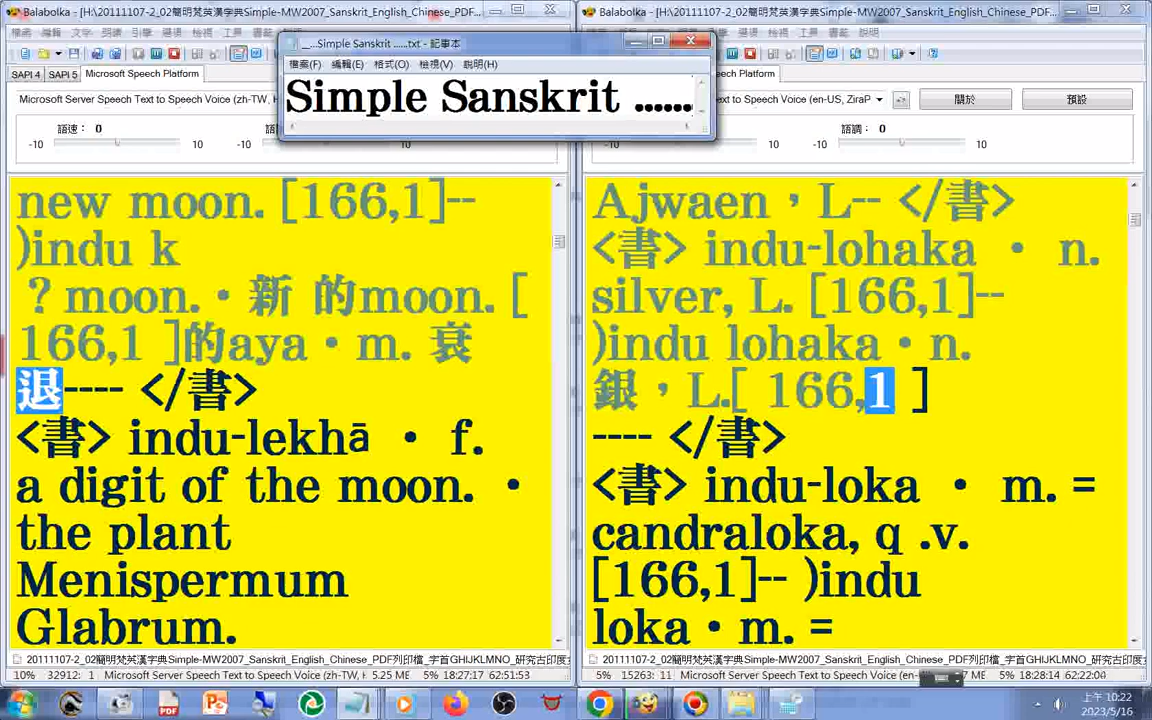 Balabolka - [H:\20111107-2_02簡明梵英漢字典Simple-MW2007_Sanskrit_English_Chinese_PDF...
Balabolka - [H:\20111107-2_02簡明梵英漢字典Simple-MW2007_Sanskrit_English_Chinese_PDF...
__...Simple Sanskrit ......txt - 記事本
檔案(F) 編輯(E) 格式(O) 檢視(V) 說明(H)
Simple Sanskrit ......
SAPI 4 SAPI 5 Microsoft Speech Platform
Microsoft Server Speech Text to Speech Voice (zh-TW, H
語速： 0
-10 10 -10 10
ch Platform
ext to Speech Voice (en-US, ZiraP
關於 預設
語調： 0
-10 10 -10 10
new moon. [166,1]--
)indu k
？moon.•新 的moon. [
166,1 ]的aya•m. 衰
退---- </書>
<書> indu-lekhā • f.
a digit of the moon. •
the plant
Menispermum
Glabrum.
Ajwaen，L-- </書>
<書> indu-lohaka • n.
silver, L. [166,1]--
)indu lohaka•n.
銀，L.[ 166,1 ]
---- </書>
<書> indu-loka • m. =
candraloka, q .v.
[166,1]-- )indu
loka•m. =
20111107-2_02簡明梵英漢字典Simple-MW2007_Sanskrit_English_Chinese_PDF列印檔_字首GHIJKLMNO_研究古印度
10% 32912: 1 Microsoft Server Speech Text to Speech Voice (zh-TW, 5.25 MB 18:27:17 62:51:53
20111107-2_02簡明梵英漢字典Simple-MW2007_Sanskrit_English_Chinese_PDF列印檔_字首GHIJKLMNO_研究古印度
5% 15263: 11 Microsoft Server Speech Text to Speech Voice 5% 18:28:14 62:22:00
上午 10:22
2023/5/16